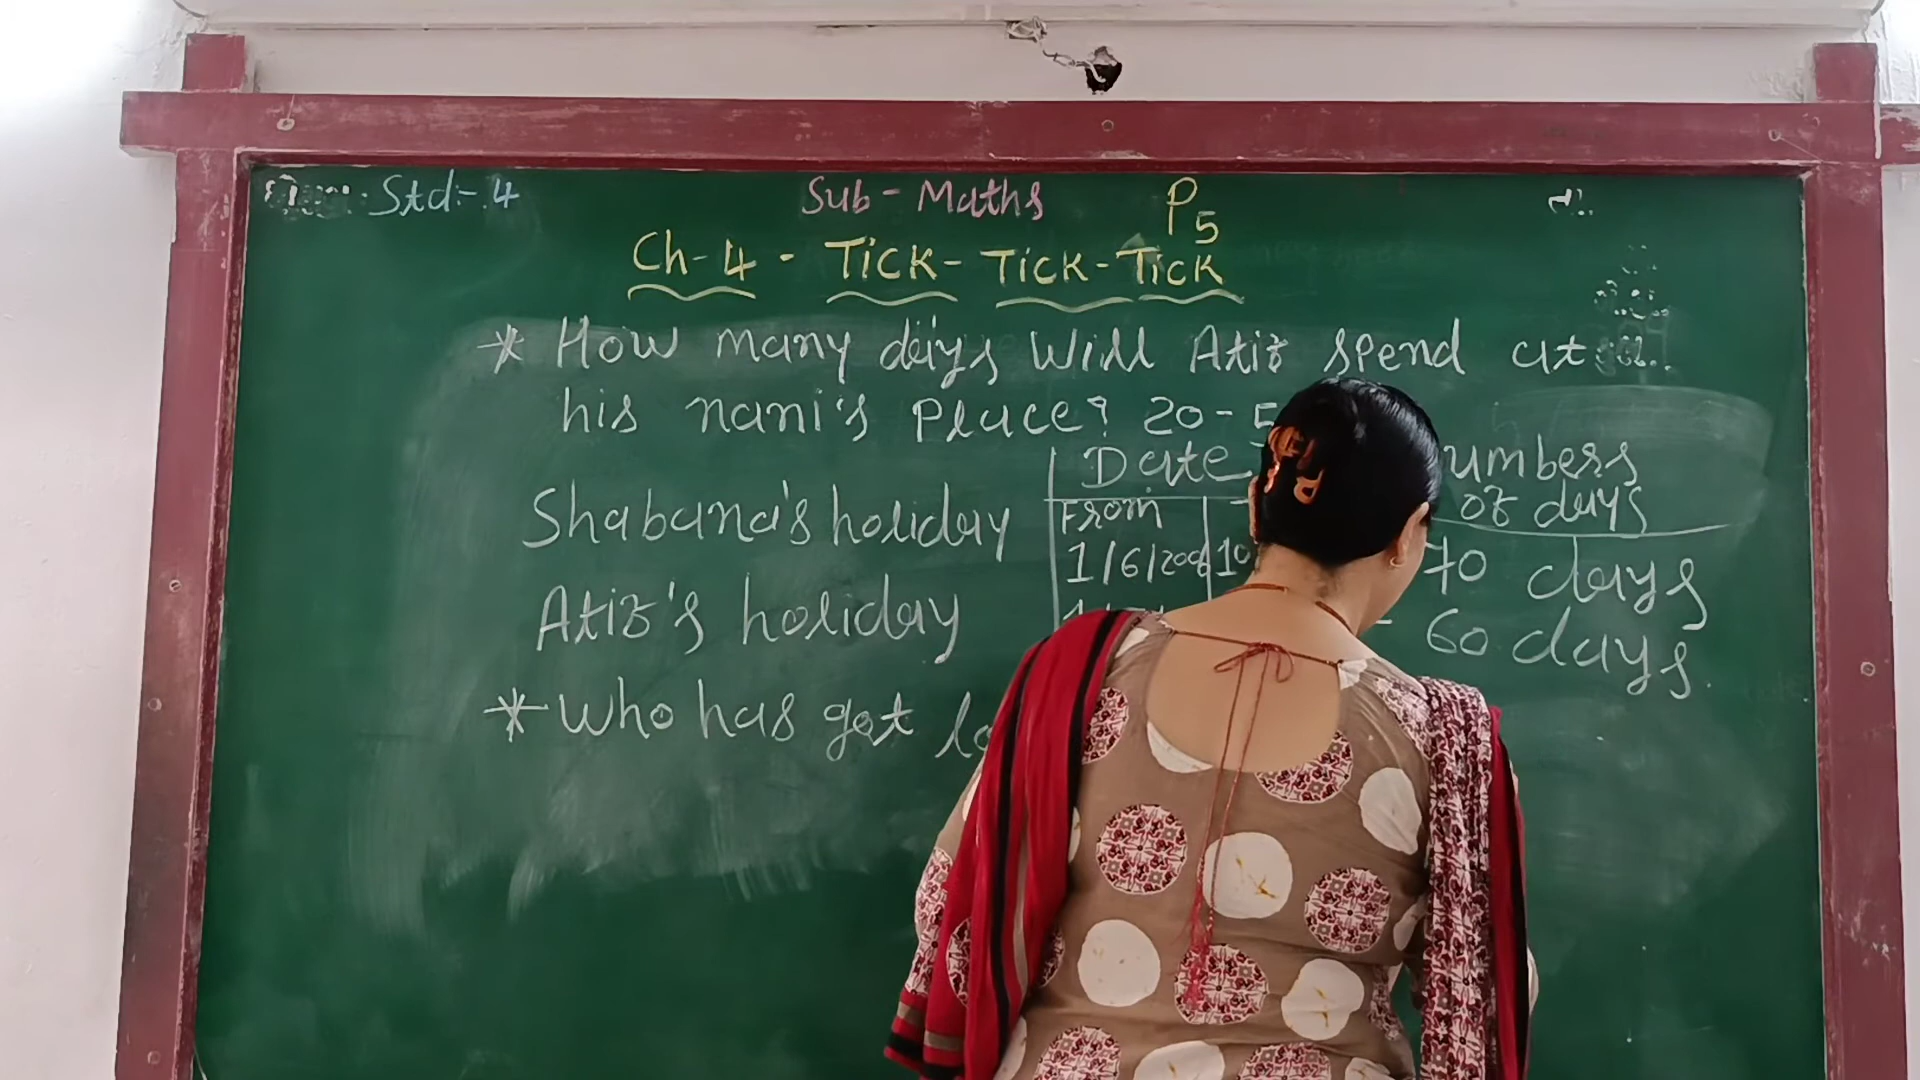 Std:- 4
Sub - Maths
P5
Ch-4 - TICK - TICK - TICK
* How many days will Atiz spend at
his nani's place? 20 - 5
Date
umbers
of days
From
Shabana's holiday
1/6/200
10
70 days
Atiz's holiday
60 days.
* Who has got lo